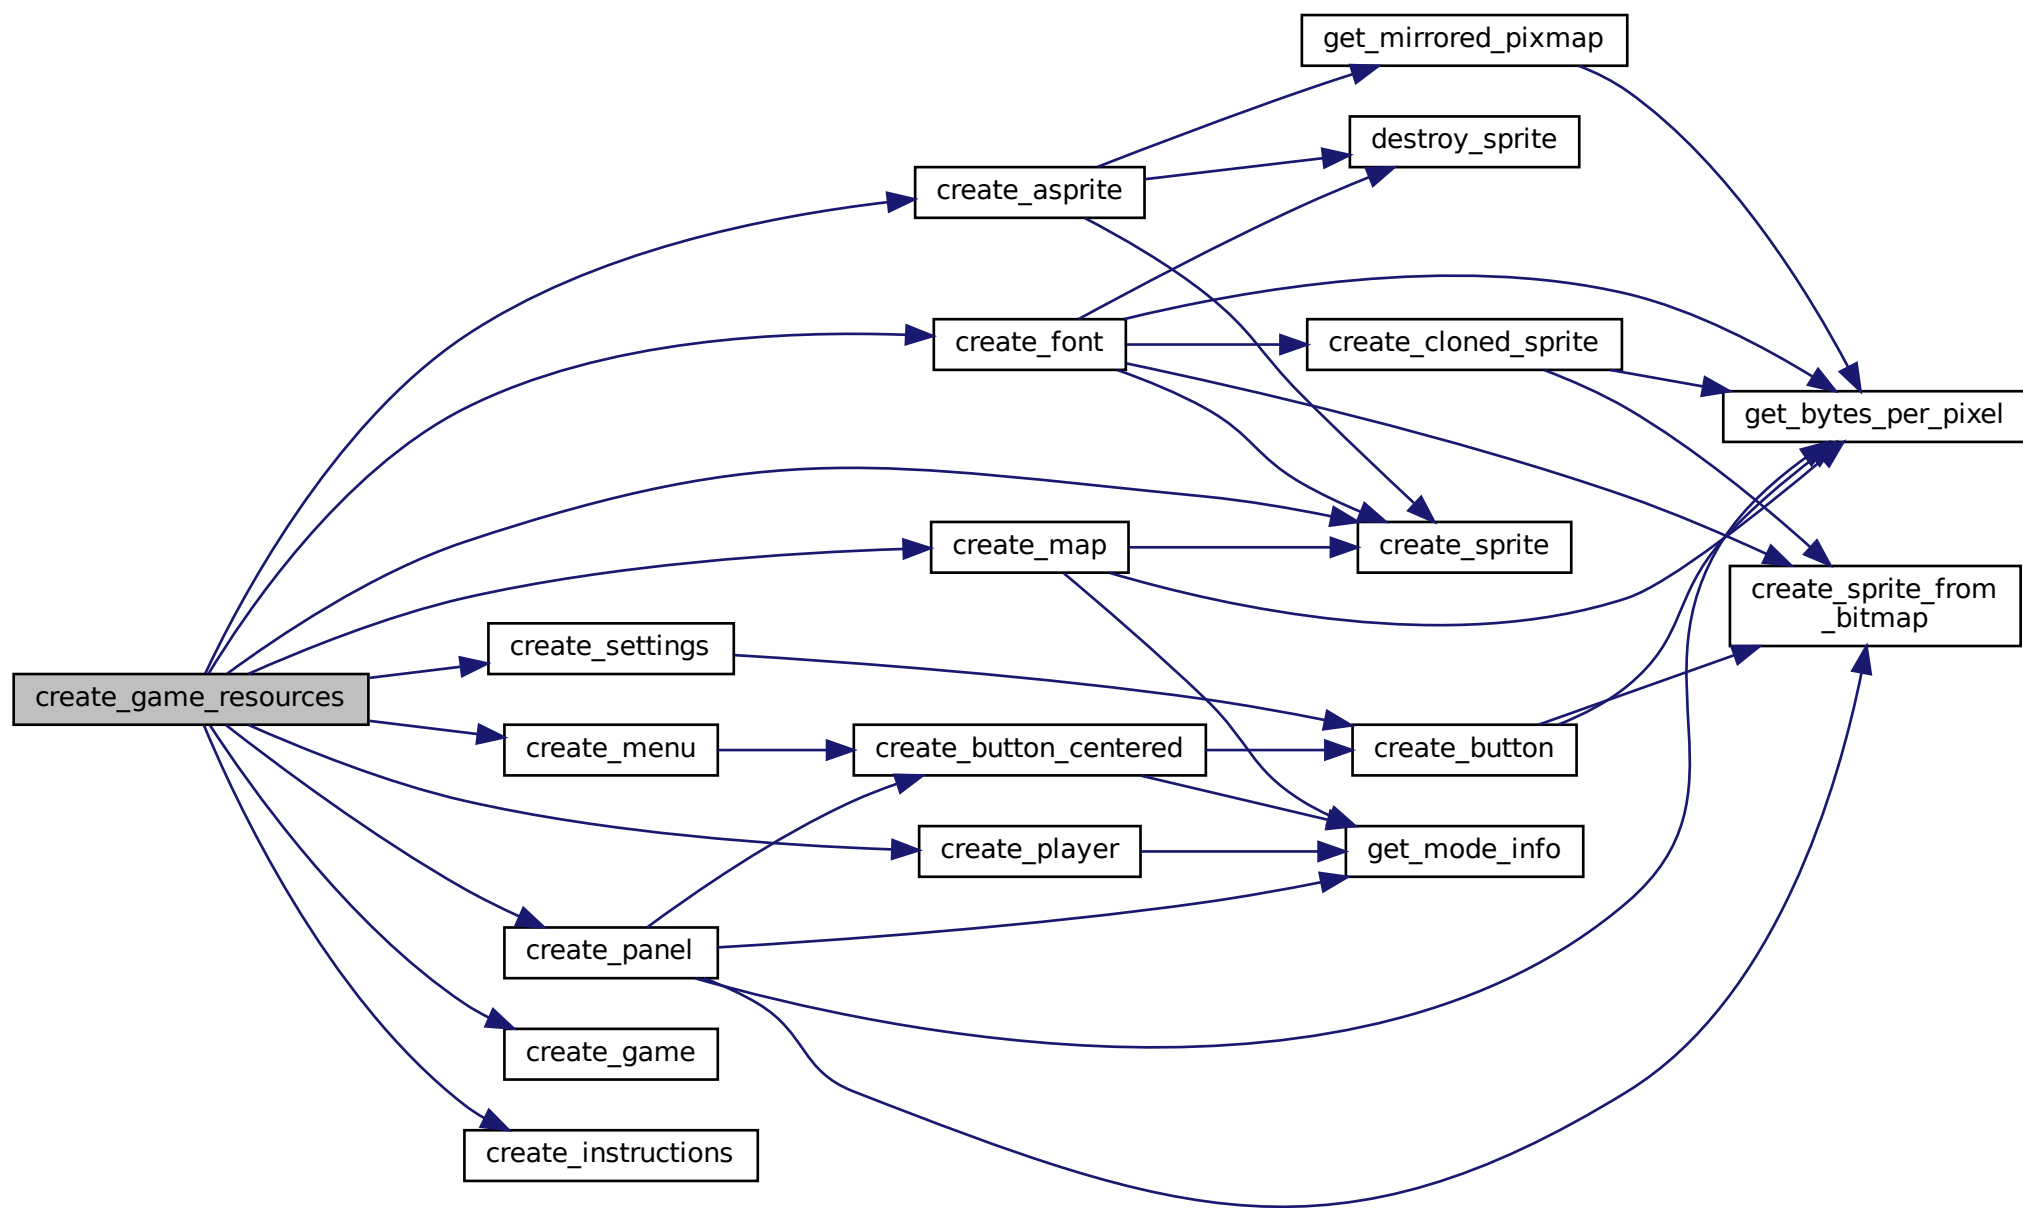 get_mirrored_pixmap
destroy_sprite
create_asprite
create_font
create_cloned_sprite
get_bytes_per_pixel
create_map
create_sprite
create_sprite_from
_bitmap
create_settings
create_game_resources
create_menu
create_button_centered
create_button
create_player
get_mode_info
create_panel
create_game
create_instructions